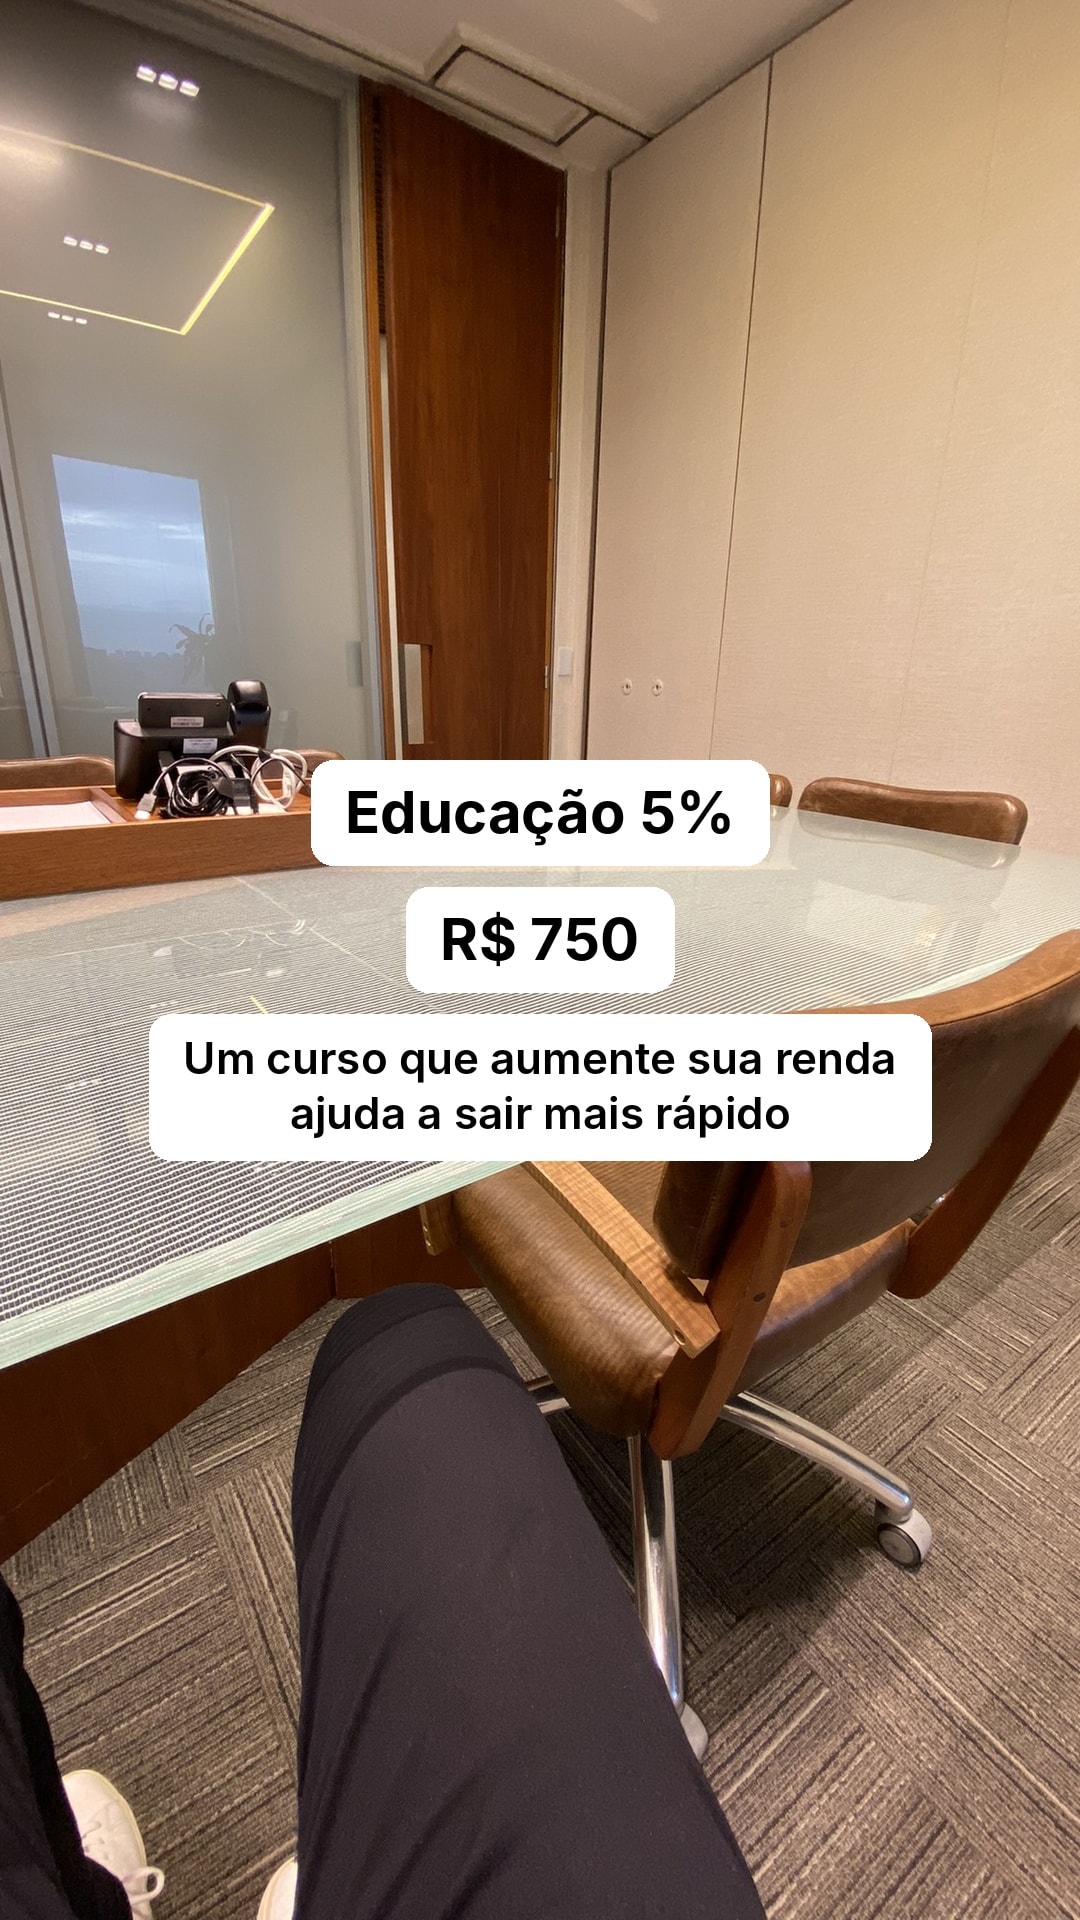 Educação 5%
R$ 750
Um curso que aumente sua renda
ajuda a sair mais rápido